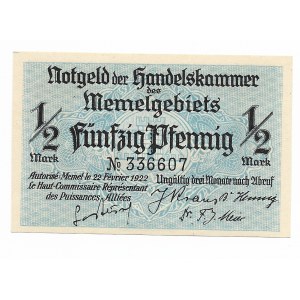 Notgeld der Handelskammer
des
Memelgebiets
1/2 Mark
Fünfzig Pfennig
1/2 Mark
№ 336607
Autorisé Memel le 22 Février 1922
le Haut-Commissaire Représentant
des Puissances Alliées
Ungültig drei Monate nach Abruf